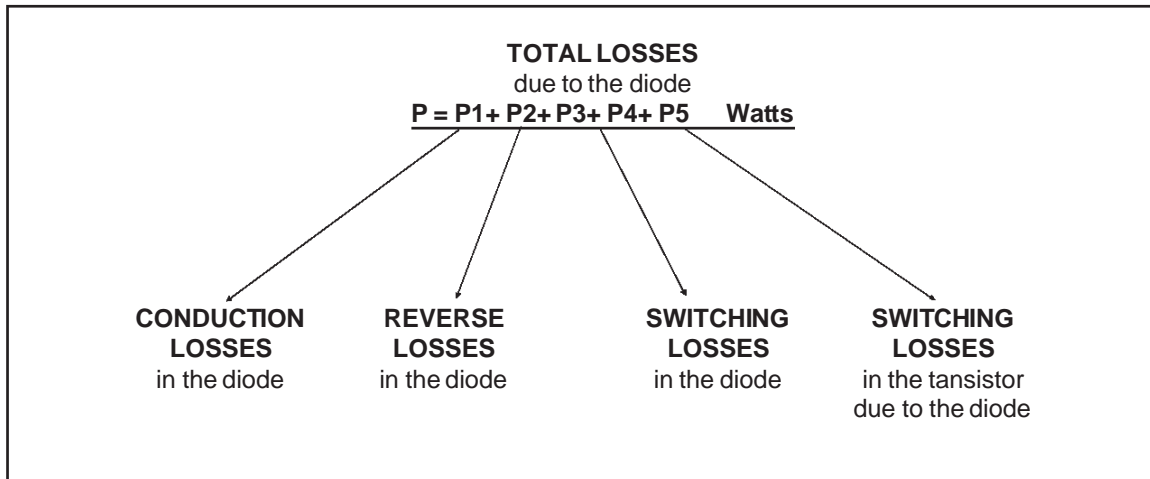 TOTAL LOSSES
due to the diode
P = P1+ P2+ P3+ P4+ P5 Watts
CONDUCTION
LOSSES
in the diode
REVERSE
LOSSES
in the diode
SWITCHING
LOSSES
in the diode
SWITCHING
LOSSES
in the tansistor
due to the diode